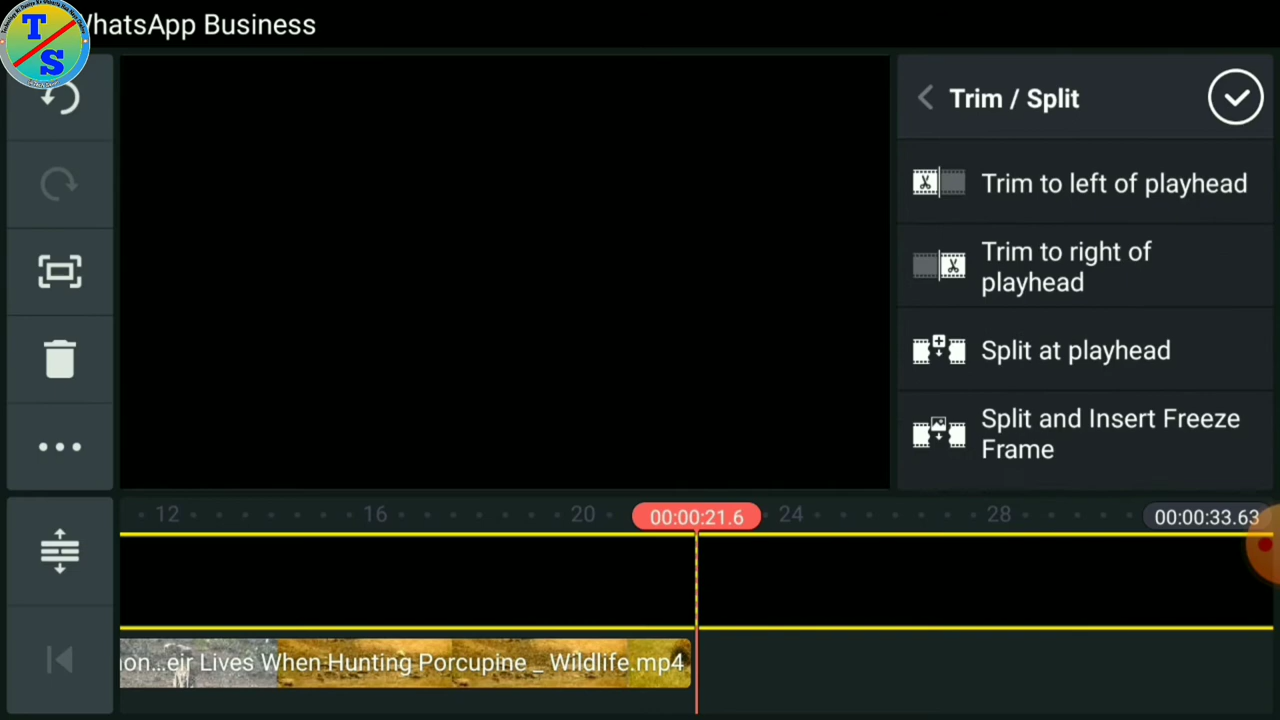 WhatsApp Business
T
S
Trim / Split
Trim to left of playhead
Trim to right of
playhead
Split at playhead
Split and Insert Freeze
Frame
12
16
20
00:00:21.6
24
28
00:00:33.63
on...eir Lives When Hunting Porcupine _ Wildlife.mp4